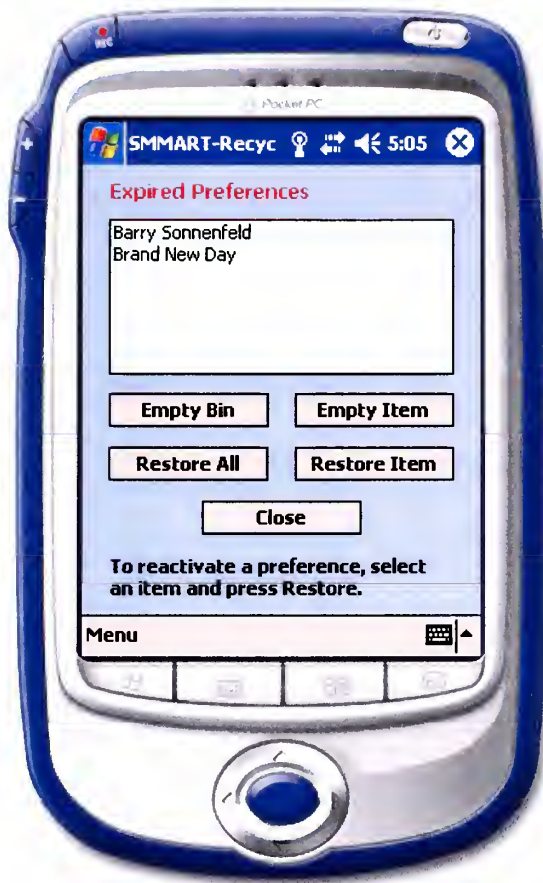 REC
Pocket PC
SMMART-Recyc 5:05
Expired Preferences
Barry Sonnenfeld
Brand New Day
Empty Bin Empty Item
Restore All Restore Item
Close
To reactivate a preference, select
an item and press Restore.
Menu